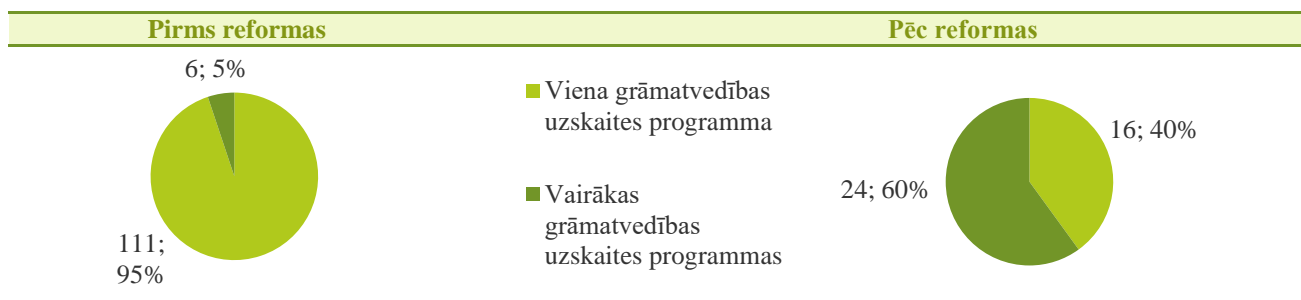 Pirms reformas
Pēc reformas
6; 5%
111;
95%
Viena grāmatvedības
uzskaites programma
Vairākas
grāmatvedības
uzskaites programmas
16; 40%
24; 60%